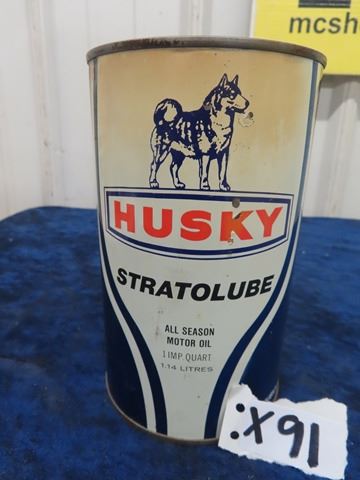 mcsh
HUSKY
STRATOLUBE
ALL SEASON
MOTOR OIL
1 IMP. QUART
1.14 LITRES
:X91